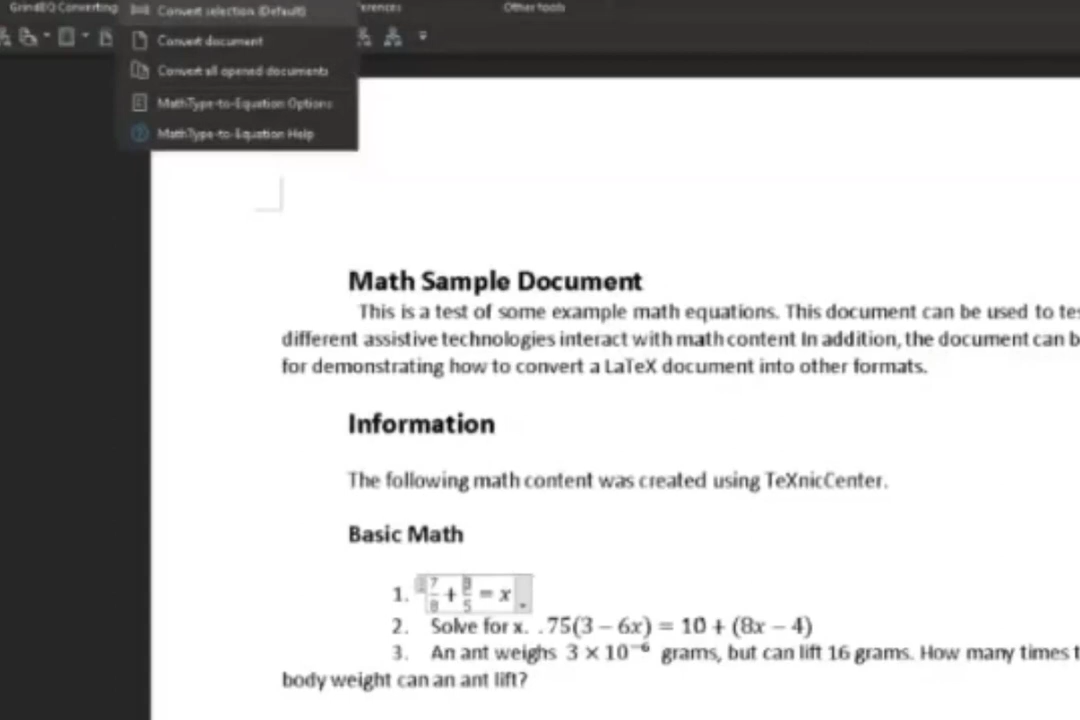 GrindEQ Converting
Convert selection (Default)
erences
Other tools
Convert document
Convert all opened documents
MathType-to-Equation Options
MathType-to-Equation Help
Math Sample Document
This is a test of some example math equations. This document can be used to tes
different assistive technologies interact with math content In addition, the document can b
for demonstrating how to convert a LaTeX document into other formats.
Information
The following math content was created using TeXnicCenter.
Basic Math
1. 7/8 + /5 = x
2. Solve for x. .75(3 – 6x) = 10 + (8x – 4)
3. An ant weighs 3 × 10⁻⁶ grams, but can lift 16 grams. How many times t
body weight can an ant lift?